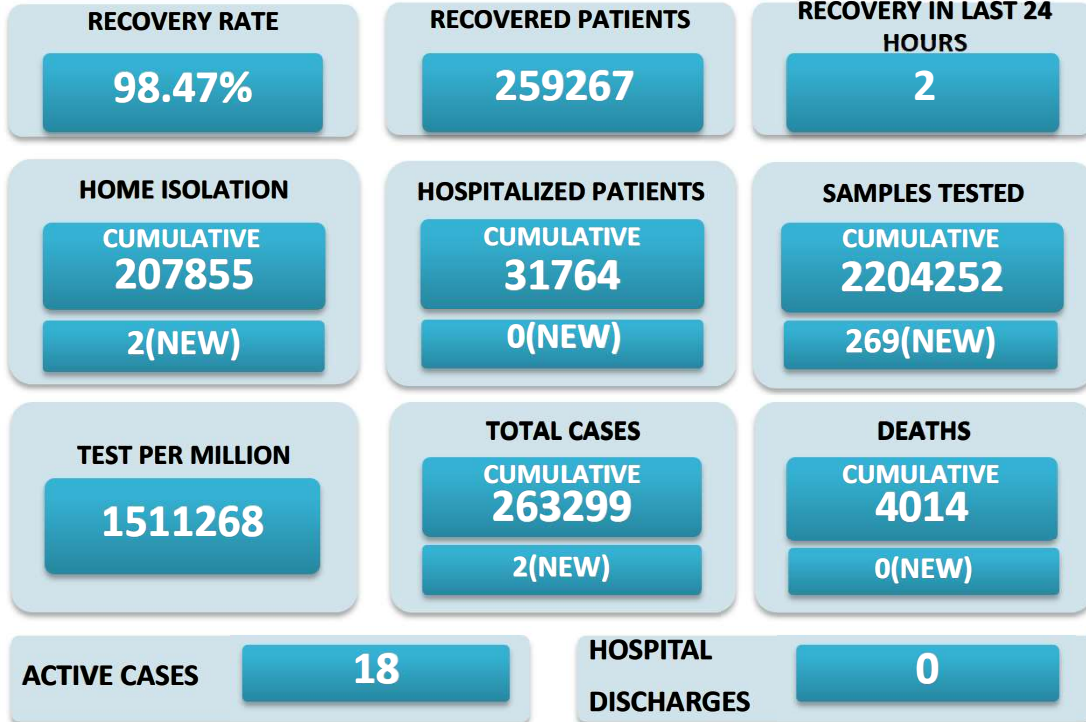 RECOVERY RATE
98.47%
RECOVERED PATIENTS
259267
RECOVERY IN LAST 24
HOURS
2
HOME ISOLATION
CUMULATIVE
207855
2(NEW)
HOSPITALIZED PATIENTS
CUMULATIVE
31764
0(NEW)
SAMPLES TESTED
CUMULATIVE
2204252
269(NEW)
TEST PER MILLION
1511268
TOTAL CASES
CUMULATIVE
263299
2(NEW)
DEATHS
CUMULATIVE
4014
0(NEW)
ACTIVE CASES
18
HOSPITAL
DISCHARGES
0